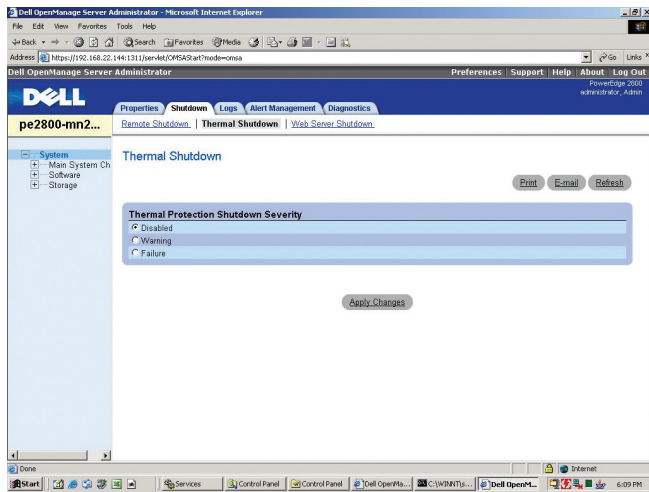 Dell OpenManage Server Administrator - Microsoft Internet Explorer
File Edit View Favorites Tools Help
Back Search Favorites Media
Address https://192.168.22.144:1311/servlet/OMSAStart?mode=omsa Go Links
Dell OpenManage Server Administrator Preferences | Support | Help | About | Log Out
PowerEdge 2800
administrator, Admin
DELL
Properties Shutdown Logs Alert Management Diagnostics
pe2800-mn2... Remote Shutdown | Thermal Shutdown | Web Server Shutdown
System
Main System Ch
Software
Storage
Thermal Shutdown
Print E-mail Refresh
Thermal Protection Shutdown Severity
Disabled
Warning
Failure
Apply Changes
Done Internet
Start Services Control Panel Control Panel Dell OpenMa... C:\WINNT\s... Dell OpenM... 6:09 PM